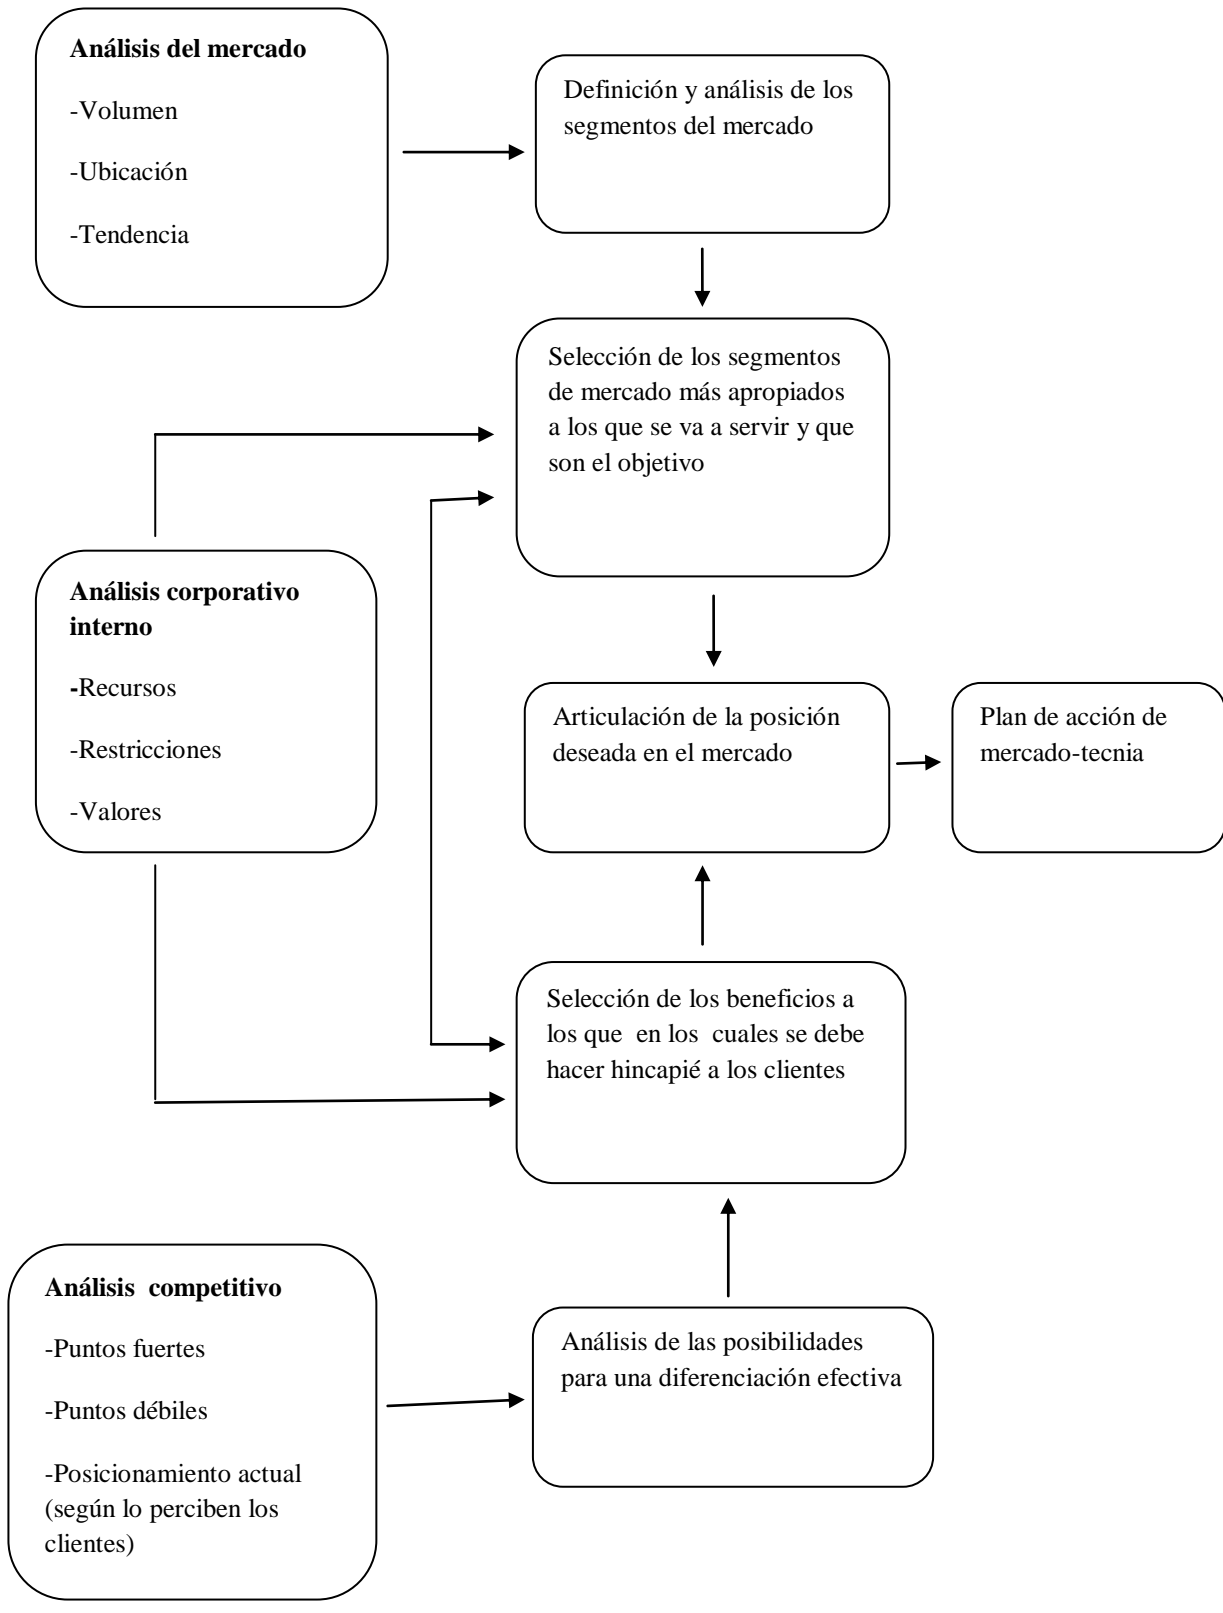 Análisis del mercado
-Volumen
-Ubicación
-Tendencia
Definición y análisis de los
segmentos del mercado
Selección de los segmentos
de mercado más apropiados
a los que se va a servir y que
son el objetivo
Análisis corporativo
interno
-Recursos
-Restricciones
-Valores
Articulación de la posición
deseada en el mercado
Plan de acción de
mercado-tecnia
Selección de los beneficios a
los que en los cuales se debe
hacer hincapié a los clientes
Análisis competitivo
-Puntos fuertes
-Puntos débiles
-Posicionamiento actual
(según lo perciben los
clientes)
Análisis de las posibilidades
para una diferenciación efectiva